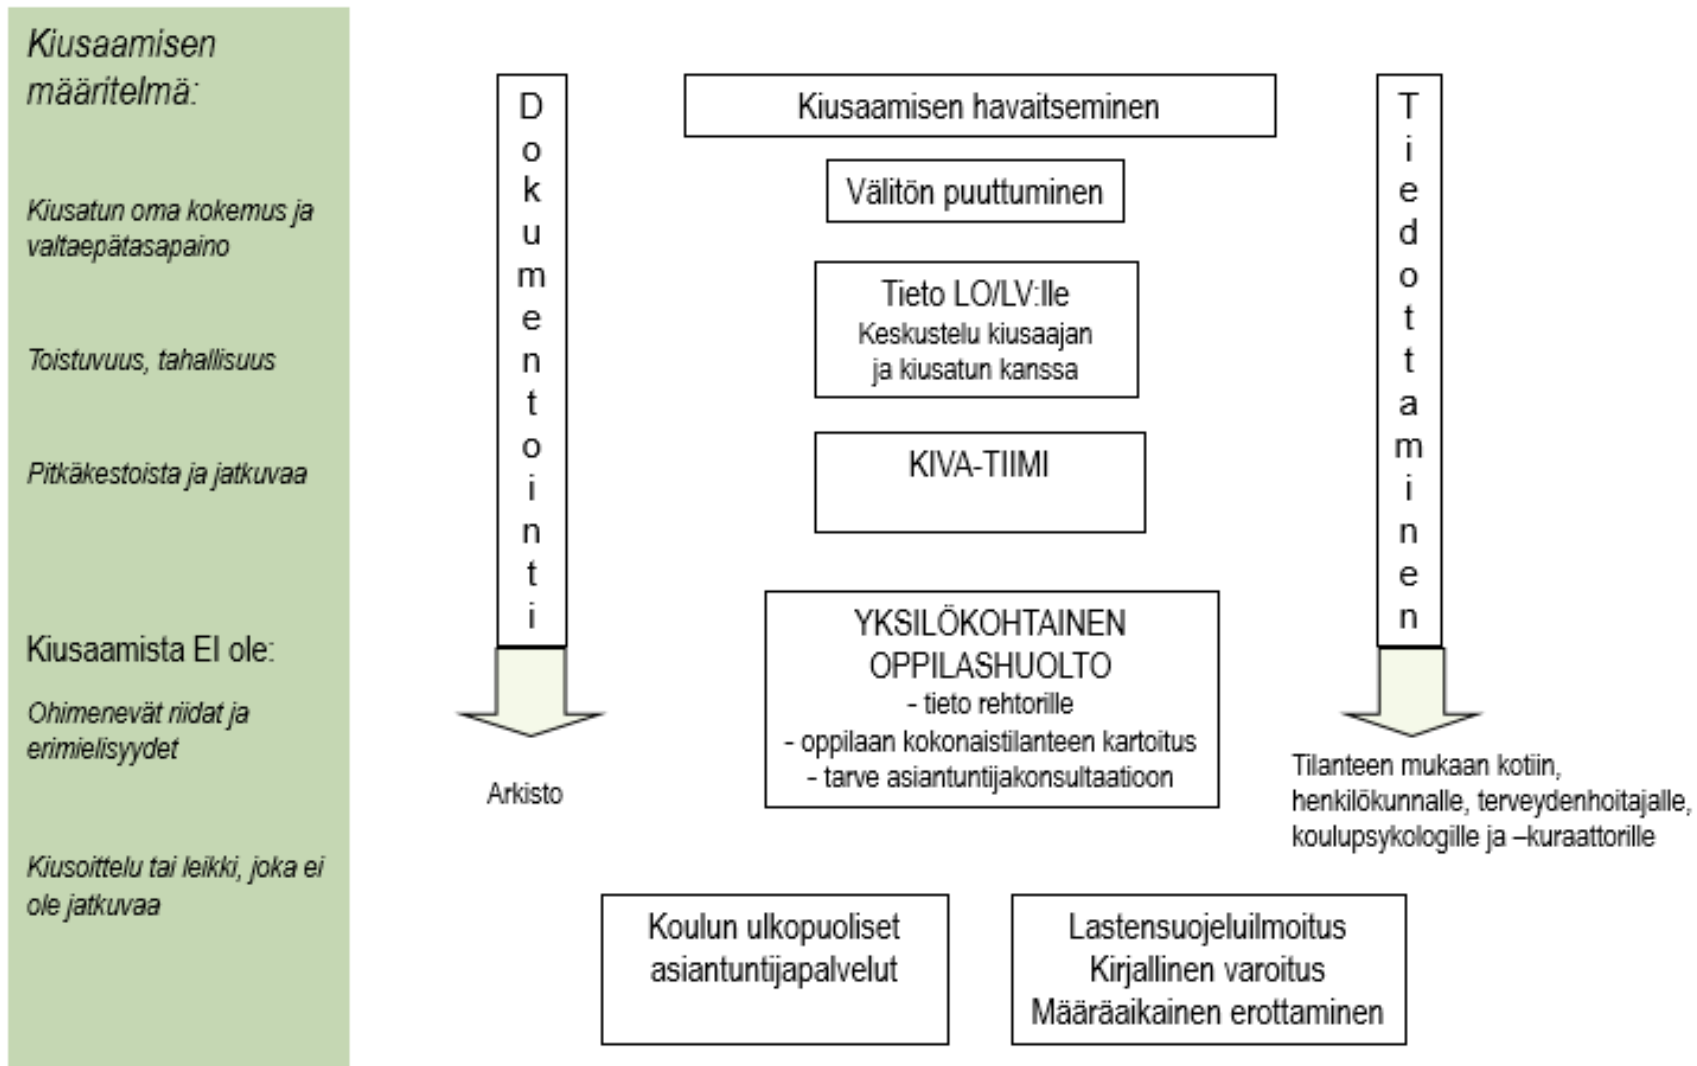 Kiusaamisen
määritelmä:
Kiusatun oma kokemus ja
valtaepätasapaino
Toistuvuus, tahallisuus
Pitkäkestoista ja jatkuvaa
Kiusaamista EI ole:
Ohimenevät riidat ja
erimielisyydet
Kiusoittelu tai leikki, joka ei
ole jatkuvaa
Dokumentointi
Arkisto
Kiusaamisen havaitseminen
Välitön puuttuminen
Tieto LO/LV:lle
Keskustelu kiusaajan
ja kiusatun kanssa
KIVA-TIIMI
YKSILÖKOHTAINEN
OPPILASHUOLTO
- tieto rehtorille
- oppilaan kokonaistilanteen kartoitus
- tarve asiantuntijakonsultaatioon
Koulun ulkopuoliset
asiantuntijapalvelut
Lastensuojeluilmoitus
Kirjallinen varoitus
Määräaikainen erottaminen
Tiedottaminen
Tilanteen mukaan kotiin,
henkilökunnalle, terveydenhoitajalle,
koulupsykologille ja –kuraattorille